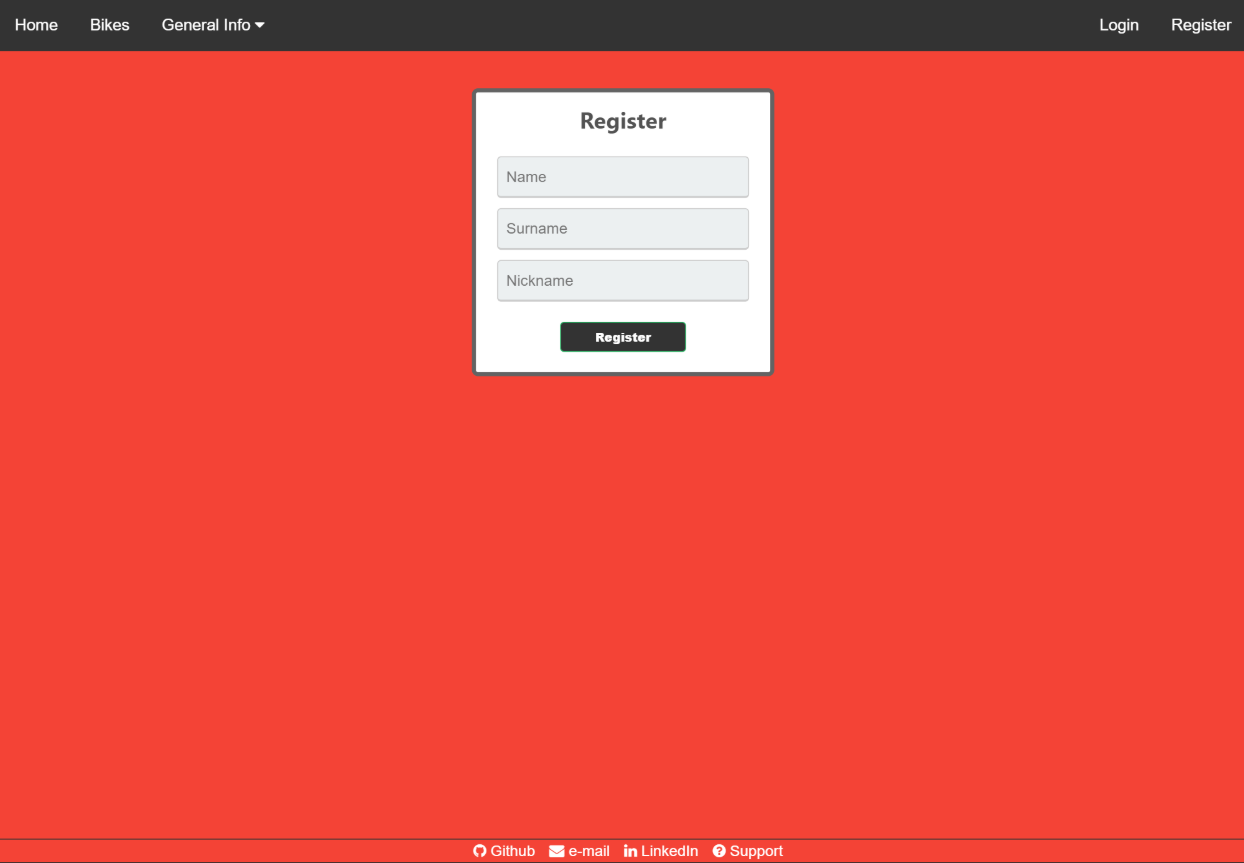 Home Bikes General Info Login Register
Register
Name
Surname
Nickname
Register
Github e-mail LinkedIn Support